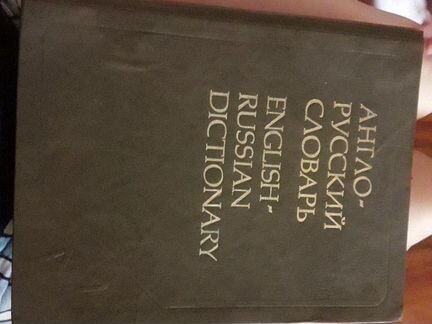 АНГЛО-
РУССКИЙ
СЛОВАРЬ
ENGLISH-
RUSSIAN
DICTIONARY